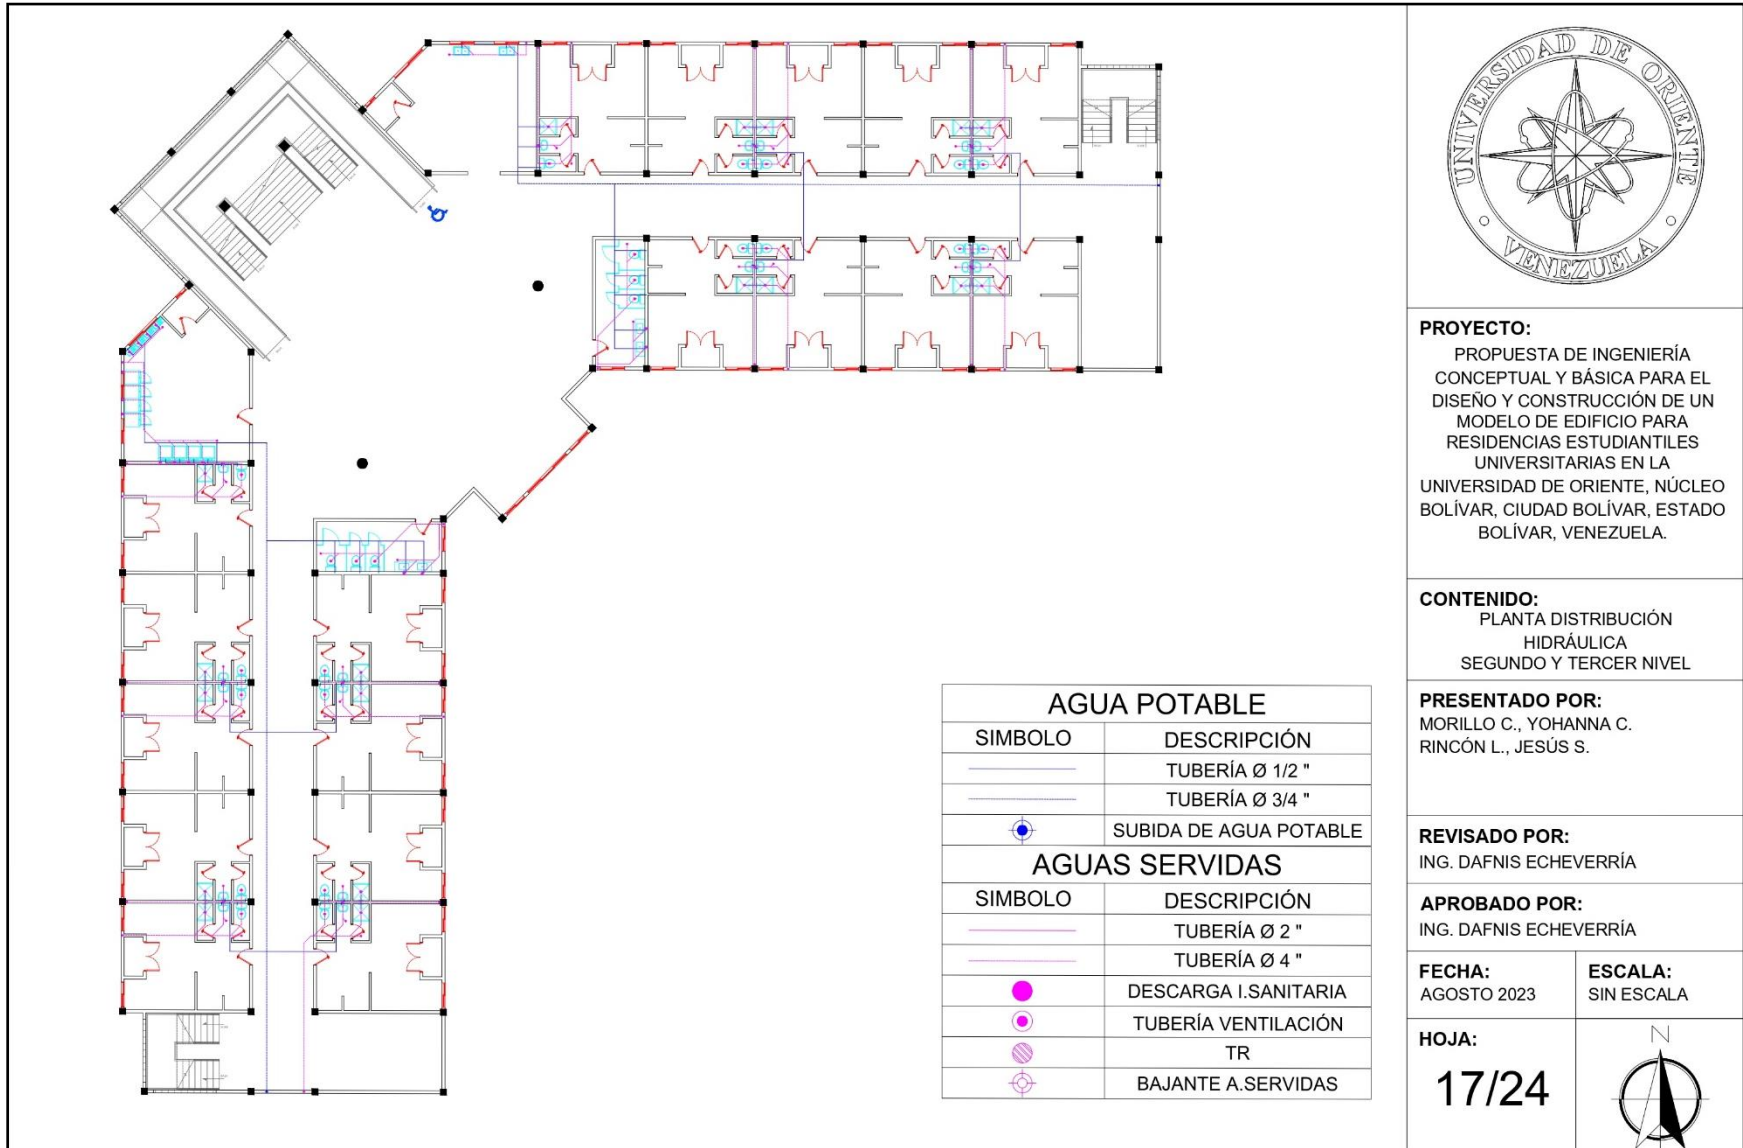 UNIVERSIDAD DE ORIENTE
VENEZUELA
PROYECTO:
PROPUESTA DE INGENIERÍA
CONCEPTUAL Y BÁSICA PARA EL
DISEÑO Y CONSTRUCCIÓN DE UN
MODELO DE EDIFICIO PARA
RESIDENCIAS ESTUDIANTILES
UNIVERSITARIAS EN LA
UNIVERSIDAD DE ORIENTE, NÚCLEO
BOLÍVAR, CIUDAD BOLÍVAR, ESTADO
BOLÍVAR, VENEZUELA.
CONTENIDO:
PLANTA DISTRIBUCIÓN
HIDRÁULICA
SEGUNDO Y TERCER NIVEL
PRESENTADO POR:
MORILLO C., YOHANNA C.
RINCÓN L., JESÚS S.
REVISADO POR:
ING. DAFNIS ECHEVERRÍA
APROBADO POR:
ING. DAFNIS ECHEVERRÍA
FECHA:
AGOSTO 2023
ESCALA:
SIN ESCALA
HOJA:
17/24
N
AGUA POTABLE
SIMBOLO DESCRIPCIÓN
TUBERÍA Ø 1/2 "
TUBERÍA Ø 3/4 "
SUBIDA DE AGUA POTABLE
AGUAS SERVIDAS
SIMBOLO DESCRIPCIÓN
TUBERÍA Ø 2 "
TUBERÍA Ø 4 "
DESCARGA I.SANITARIA
TUBERÍA VENTILACIÓN
TR
BAJANTE A.SERVIDAS